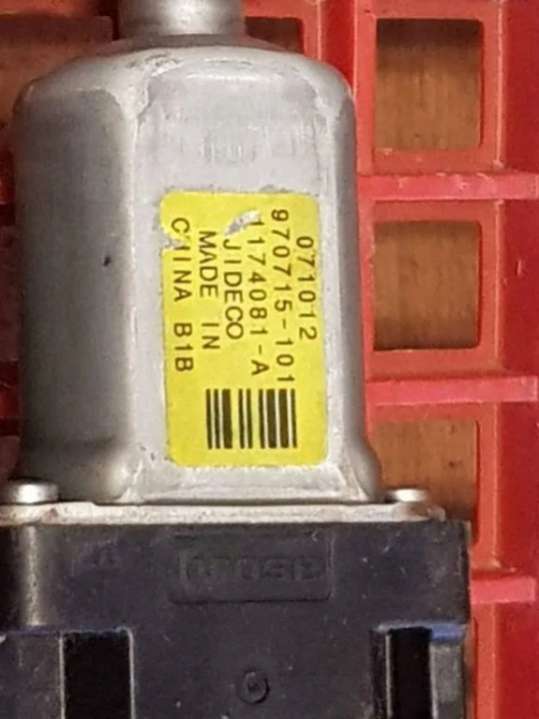 071012
970715-101
1174081-A
JIDECO
MADE IN
CHINA B1B